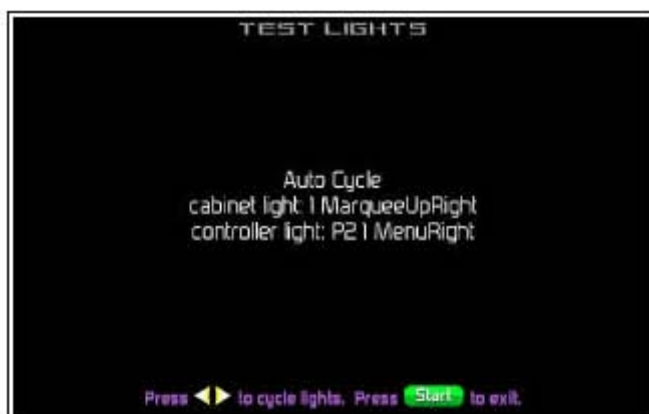 TEST LIGHTS
Auto Cycle
cabinet light: 1 MarqueeUpRight
controller light: P2 1 MenuRight
Press ◀▶ to cycle lights. Press Start to exit.